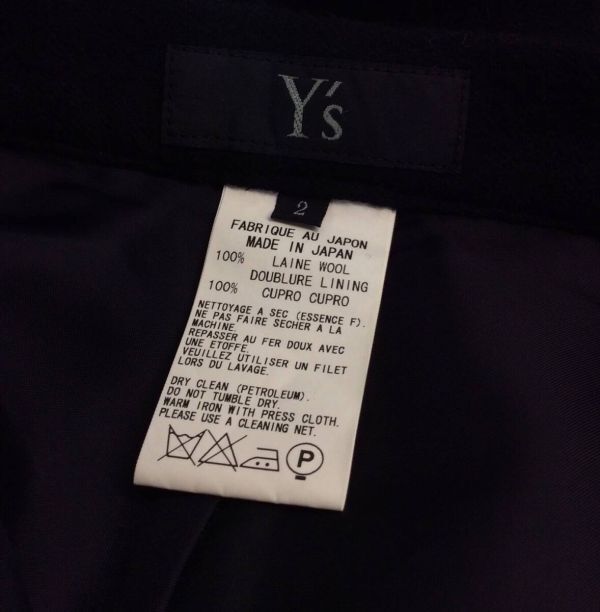 Y's
2
FABRIQUE AU JAPON
MADE IN JAPAN
100% LAINE WOOL
DOUBLURE LINING
100% CUPRO CUPRO
NETTOYAGE A SEC (ESSENCE F).
NE PAS FAIRE SECHER A LA
MACHINE.
REPASSER AU FER DOUX AVEC
UNE ETOFFE.
VEUILLEZ UTILISER UN FILET
LORS DU LAVAGE.
DRY CLEAN (PETROLEUM).
DO NOT TUMBLE DRY.
WARM IRON WITH PRESS CLOTH.
PLEASE USE A CLEANING NET.
P